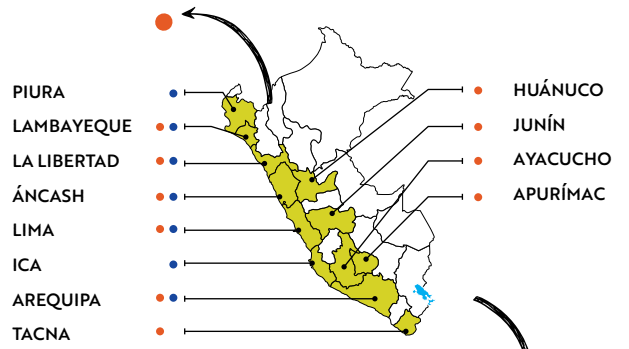 PIURA
LAMBAYEQUE
LA LIBERTAD
ÁNCASH
LIMA
ICA
AREQUIPA
TACNA
HUÁNUCO
JUNÍN
AYACUCHO
APURÍMAC